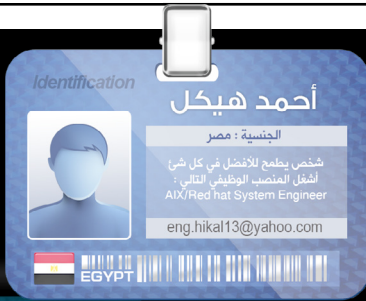 Identification
أحمد هيكل
الجنسية : مصر
شخص يطمح للأفضل في كل شئ
أشغل المنصب الوظيفي التالي :
AIX/Red hat System Engineer
eng.hikal13@yahoo.com
EGYPT